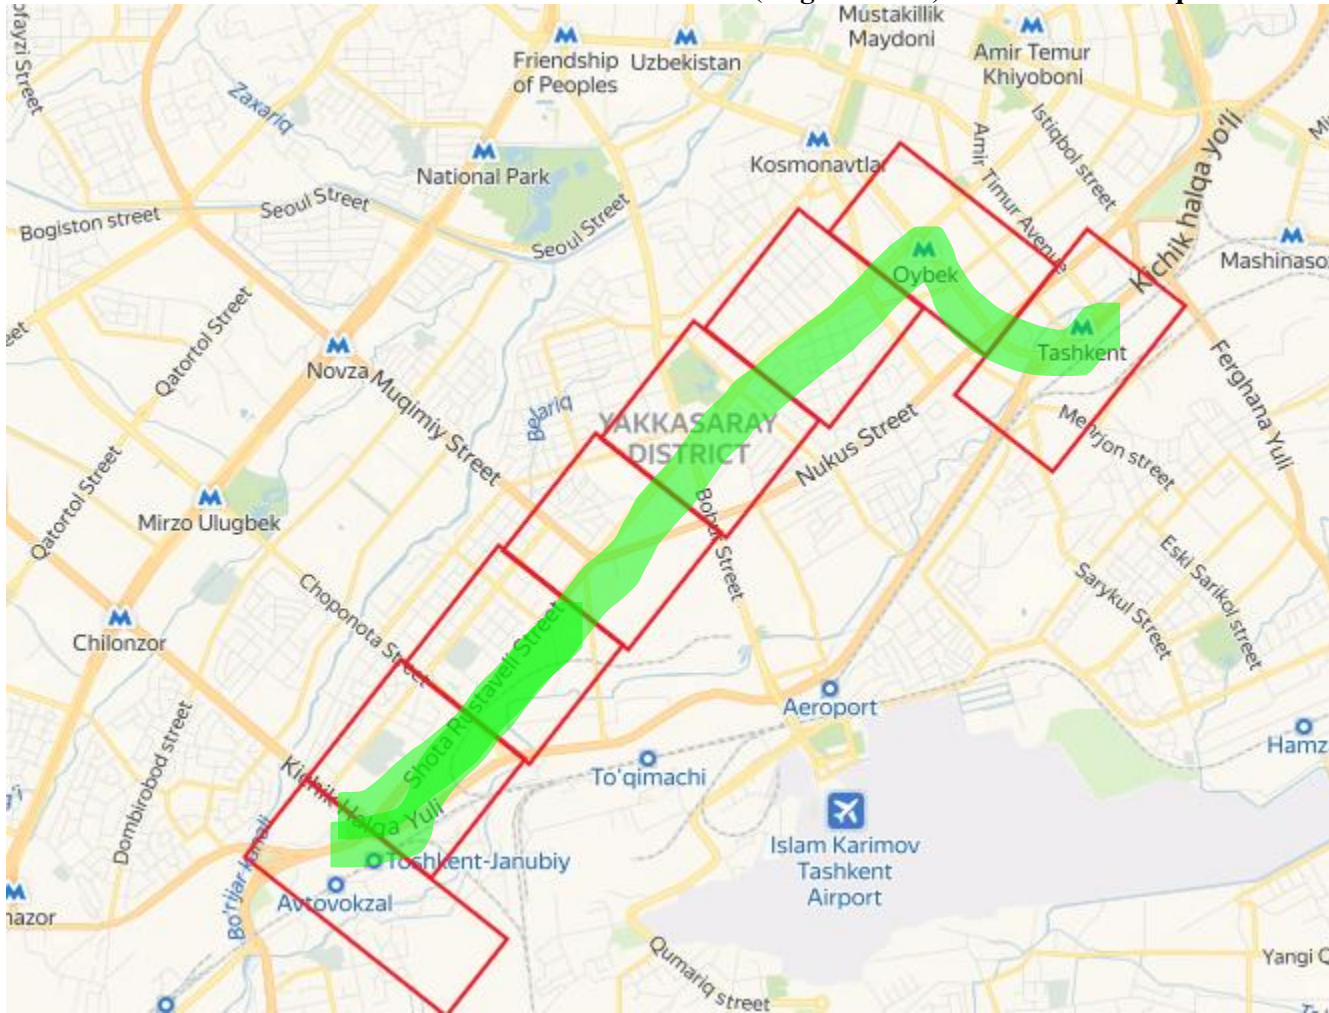 Mustakillik
Maydoni
Amir Temur
Khiyoboni
Friendship
of Peoples
Uzbekistan
Zaxariq
Istiqbol street
Kichik halqa yo'li
National Park
Kosmonavtlar
Amir Timur Avenue
Seoul Street
Bogiston street
Seoul Street
Mashinaso
Oybek
Tashkent
Qatortol Street
Novza
Muqimiy Street
Ferghana Yuli
Belariq
YAKKASARAY
DISTRICT
Nukus Street
Mehrjon street
Qatortol Street
Mirzo Ulugbek
Bobur Street
Eski Sarikol street
Sarykul Street
Choponota Street
Chilonzor
Shota Rustaveli Street
Aeroport
Dombirobod street
Kichik Halqa Yuli
To'qimachi
Hamz
Islam Karimov
Tashkent
Airport
Toshkent-Janubiy
Avtovokzal
Bo'rijar kanali
nazor
Qumariq street
Yangi Q